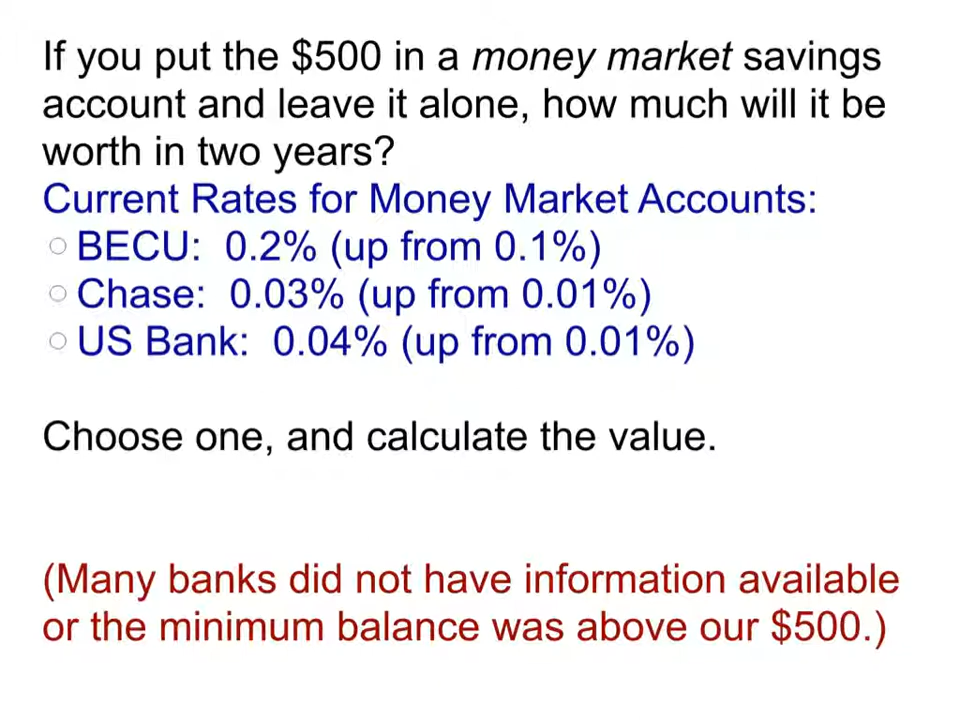 If you put the $500 in a money market savings
account and leave it alone, how much will it be
worth in two years?
Current Rates for Money Market Accounts:
○ BECU:  0.2% (up from 0.1%)
○ Chase:  0.03% (up from 0.01%)
○ US Bank:  0.04% (up from 0.01%)
Choose one, and calculate the value.
(Many banks did not have information available
or the minimum balance was above our $500.)